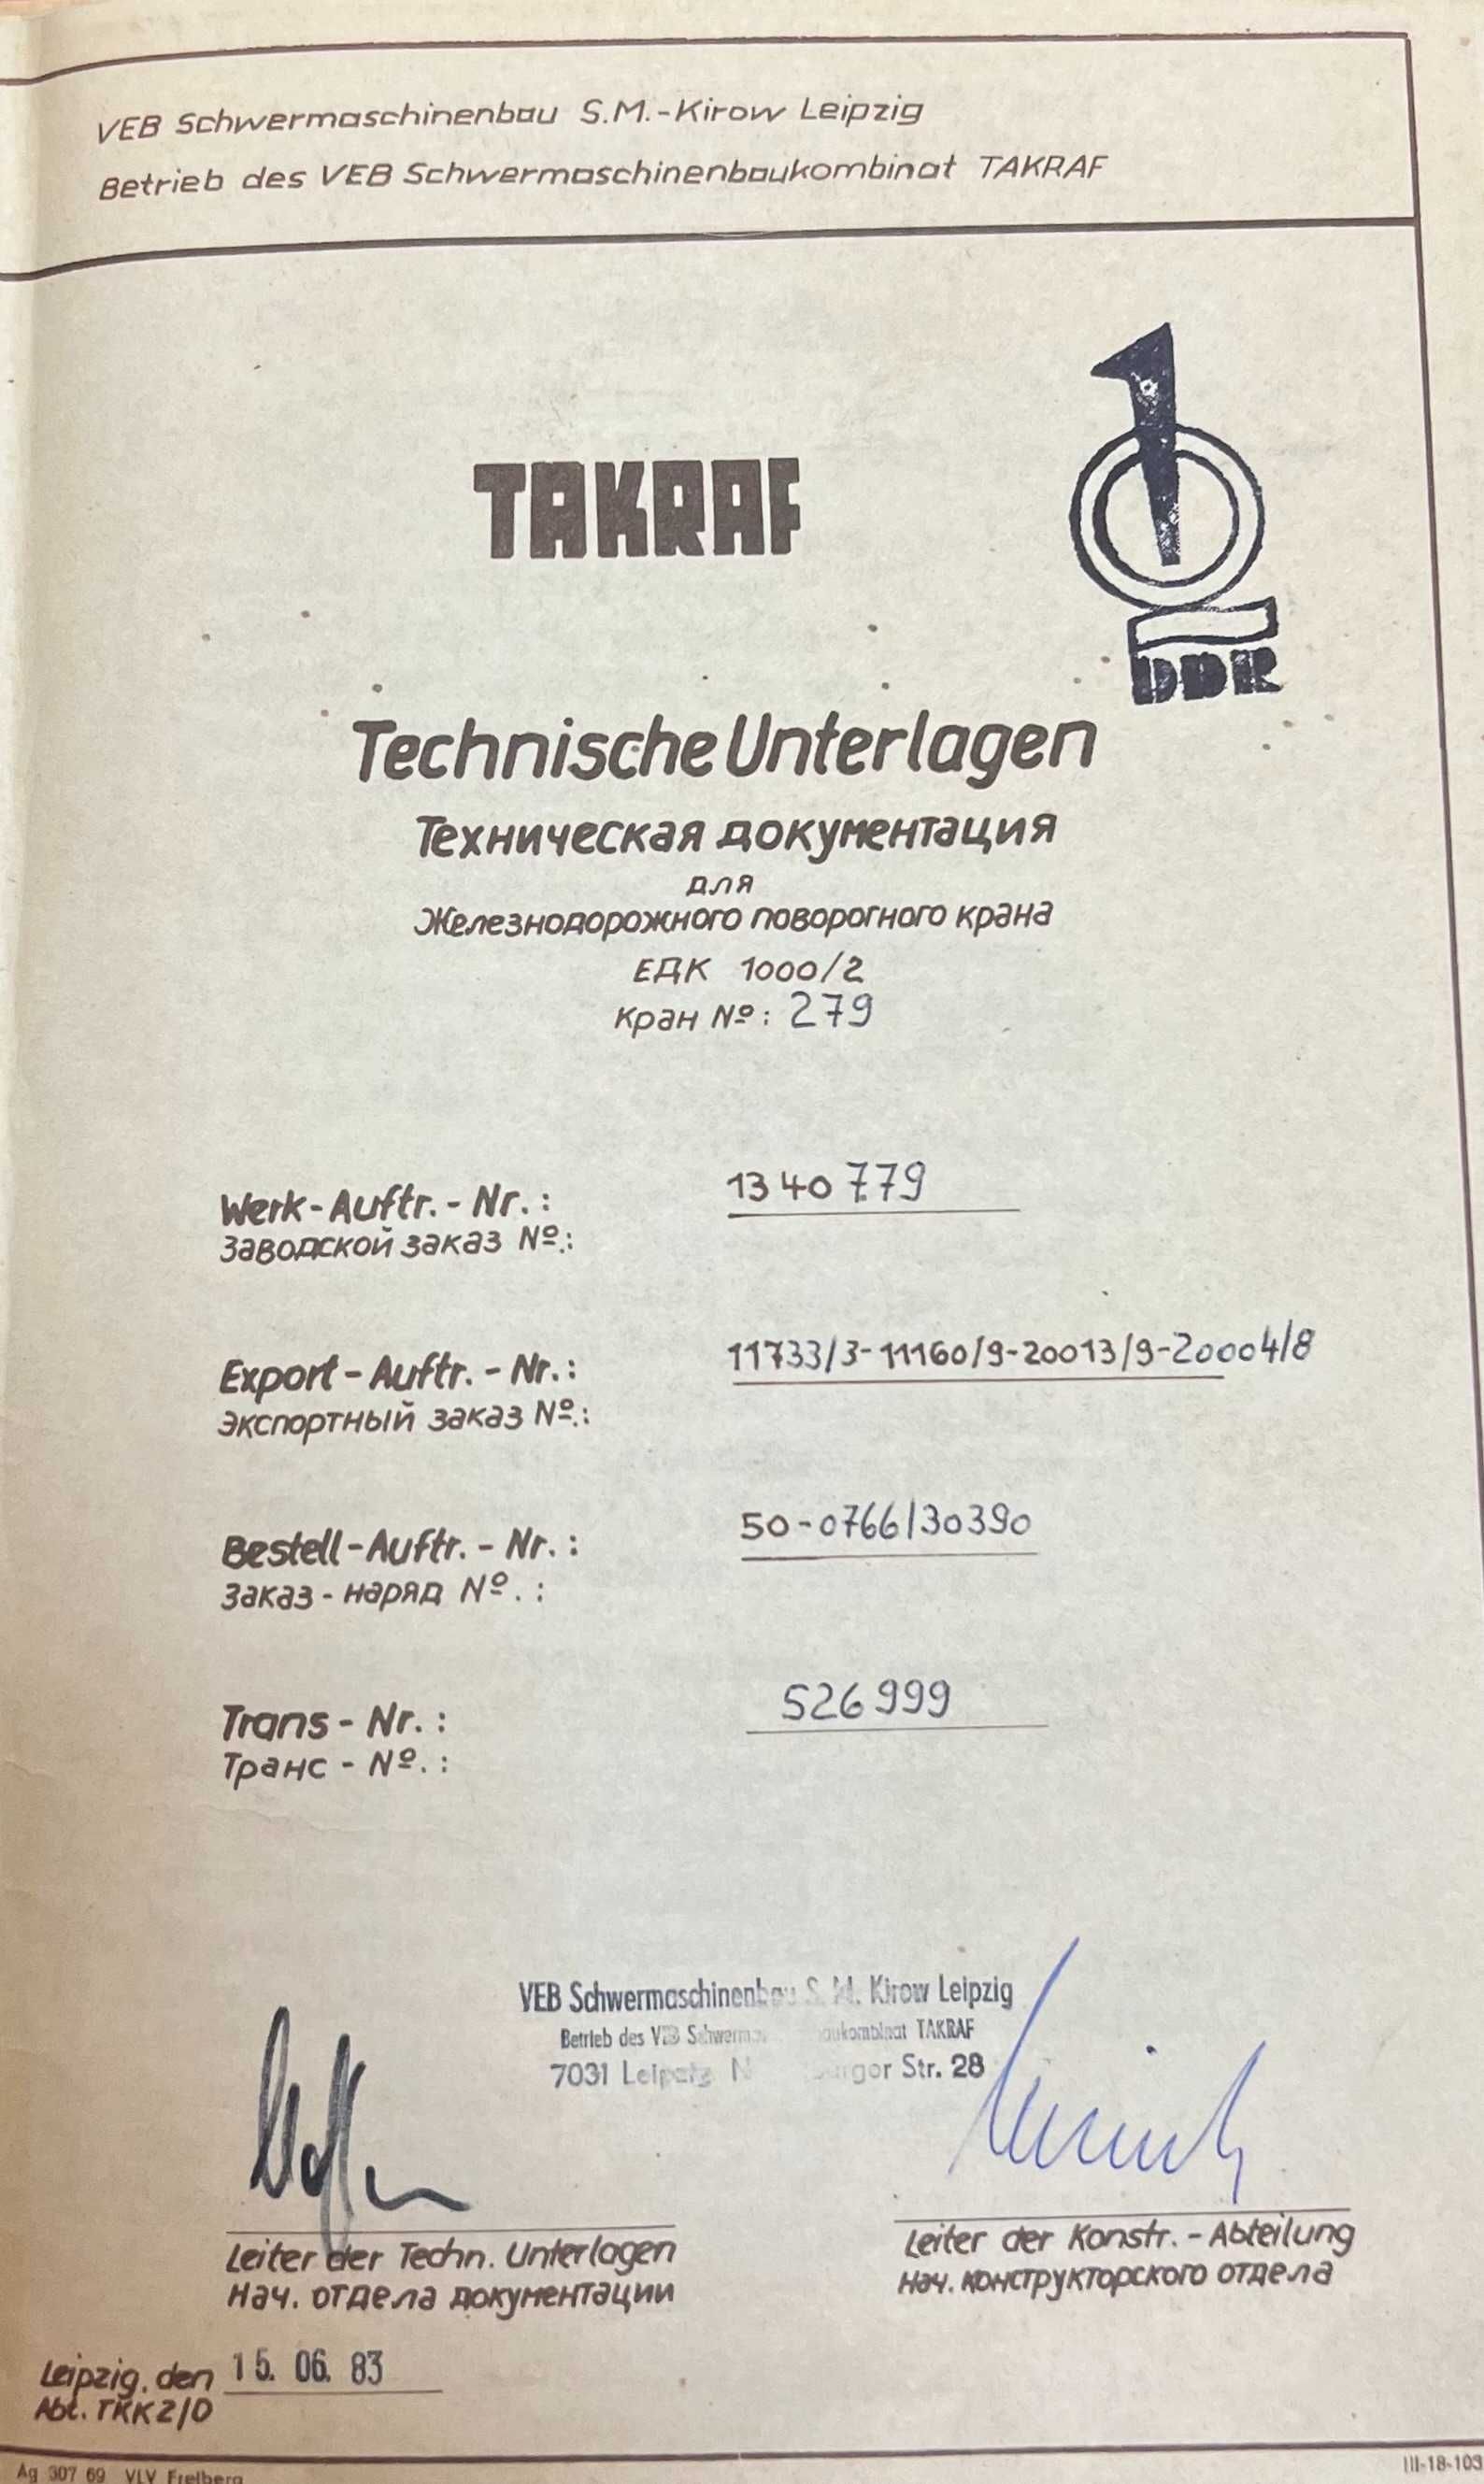 VEB Schwermaschinenbau S.M.-Kirow Leipzig
Betrieb des VEB Schwermaschinenbaukombinat TAKRAF
1
DDR
TAKRAF
Technische Unterlagen
Техническая документация
для
Железнодорожного поворотного крана
ЕДК 1000/2
Кран №: 279
Werk-Auftr.-Nr.: 1340779
Заводской заказ №.:
Export-Auftr.-Nr.: 11733/3-11160/9-20013/9-20004/8
Экспортный заказ №.:
Bestell-Auftr.-Nr.: 50-0766/30390
Заказ-наряд №.:
Trans-Nr.: 526999
Транс-№.:
VEB Schwermaschinenbau S. M. Kirow Leipzig
Betrieb des VEB TAKRAF
7031 Leipzig Str. 28
Leiter der Techn. Unterlagen
Нач. отдела документации
Leiter der Konstr.-Abteilung
Нач. конструкторского отдела
Leipzig, den 15. 06. 83
Abt. TKK2/D
Ag 307 69 VLV Freiberg
III-18-103